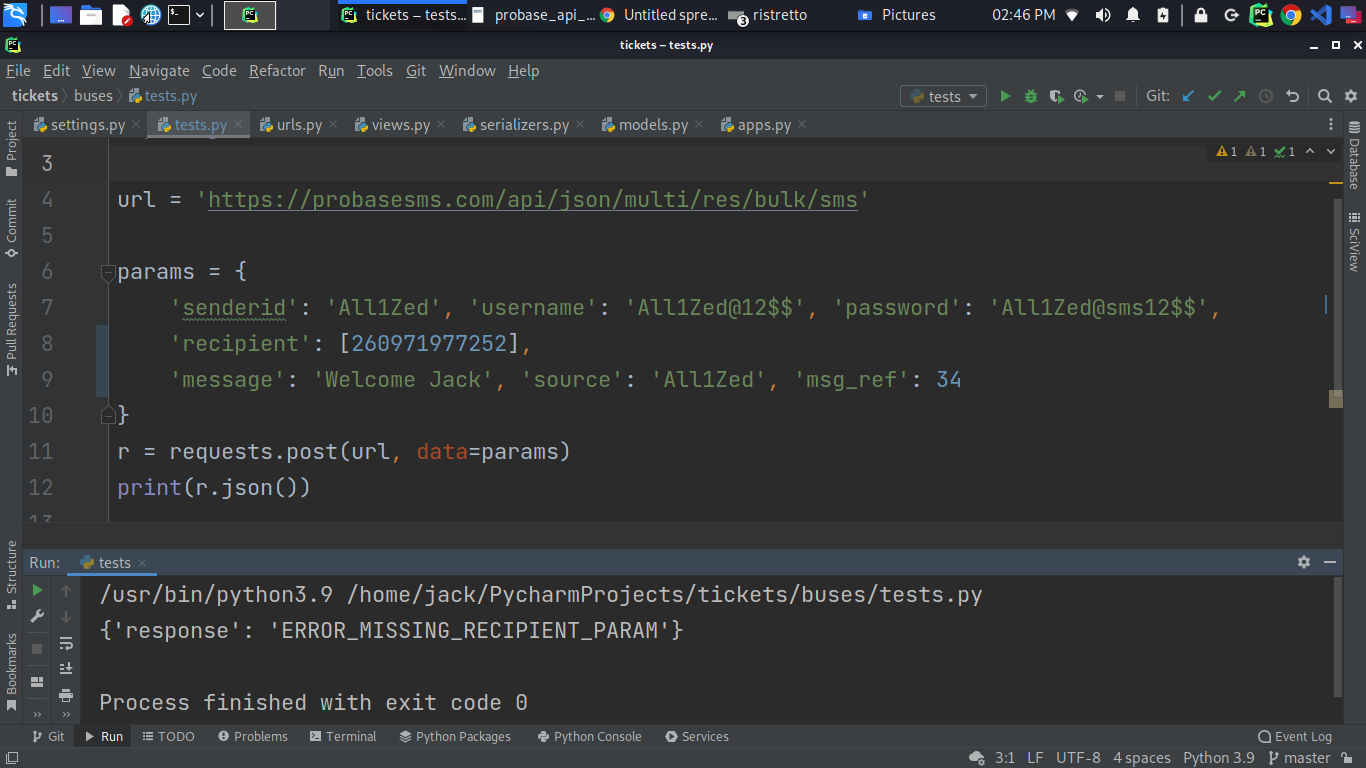 tickets – tests...
probase_api_...
Untitled spre...
3 ristretto
Pictures
02:46 PM
tickets – tests.py
File Edit View Navigate Code Refactor Run Tools Git Window Help
tickets buses tests.py
tests
Git:
settings.py tests.py urls.py views.py serializers.py models.py apps.py
Project
Commit
Pull Requests
Structure
Bookmarks
Database
SciView
1 1 1
3
4 url = 'https://probasesms.com/api/json/multi/res/bulk/sms'
5
6 params = {
7 'senderid': 'All1Zed', 'username': 'All1Zed@12$$', 'password': 'All1Zed@sms12$$',
8 'recipient': [260971977252],
9 'message': 'Welcome Jack', 'source': 'All1Zed', 'msg_ref': 34
10 }
11 r = requests.post(url, data=params)
12 print(r.json())
13
Run: tests
/usr/bin/python3.9 /home/jack/PycharmProjects/tickets/buses/tests.py
{'response': 'ERROR_MISSING_RECIPIENT_PARAM'}
Process finished with exit code 0
Git Run TODO Problems Terminal Python Packages Python Console Services Event Log
3:1 LF UTF-8 4 spaces Python 3.9 master